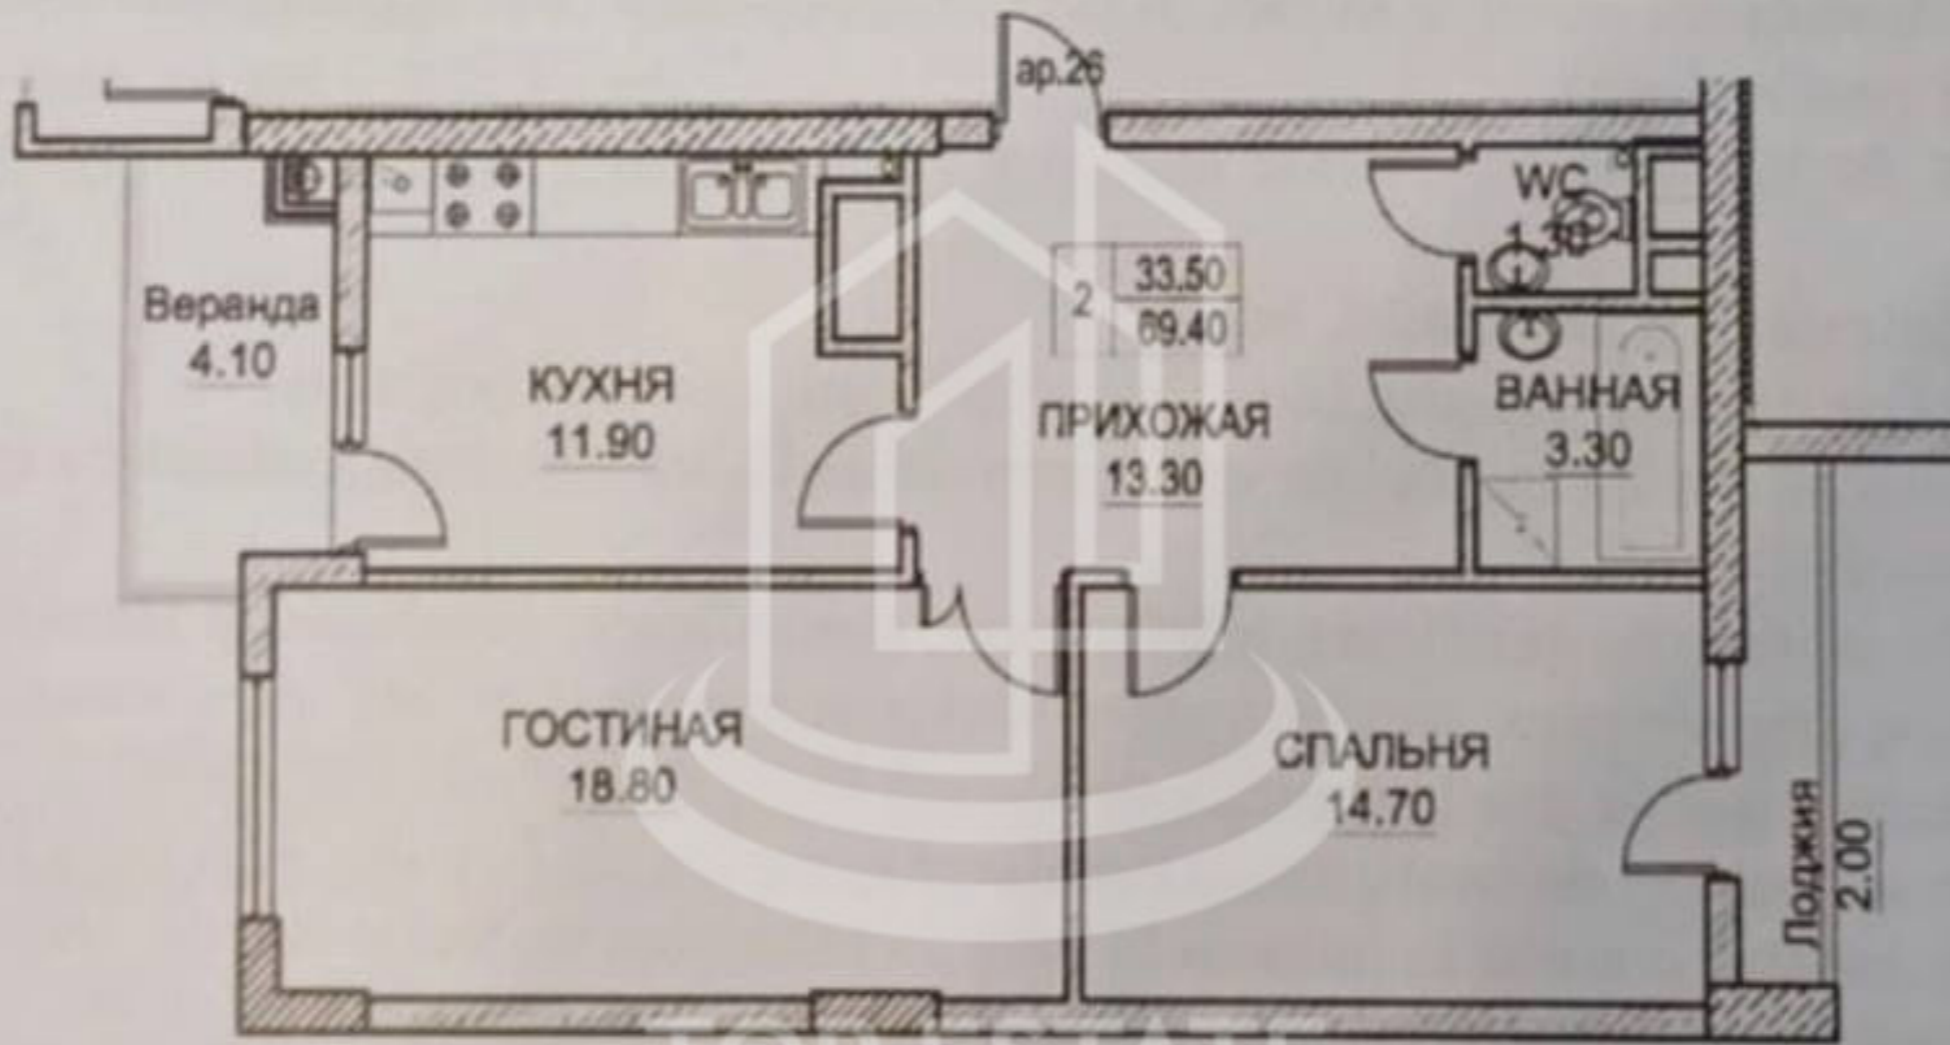 ар.26
WC
1.30
2
33.50
69.40
Веранда
4.10
КУХНЯ
11.90
ПРИХОЖАЯ
13.30
ВАННАЯ
3.30
ГОСТИНАЯ
18.80
СПАЛЬНЯ
14.70
Лоджия
2.00